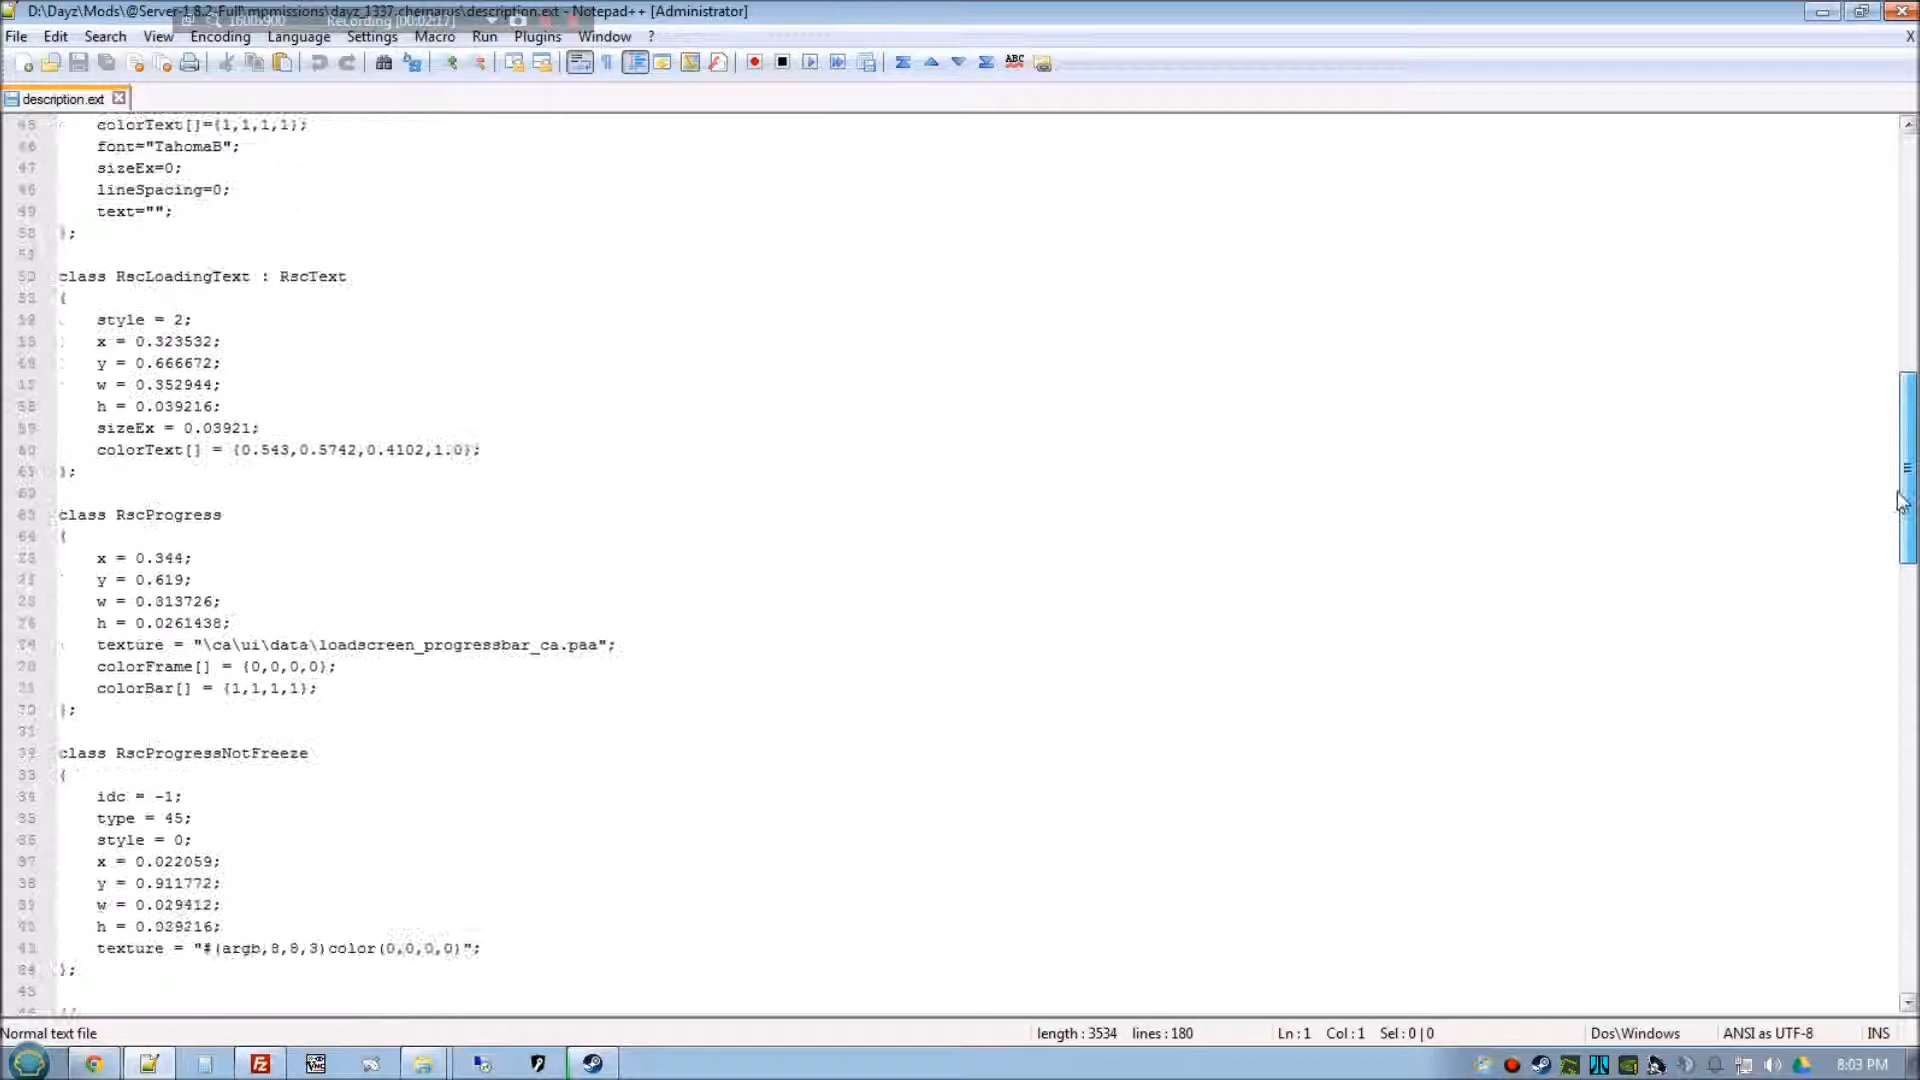 D:\Dayz\Mods\@Server-1.8.2-Full\mpmissions\dayz_1337.chernarus\description.ext - Notepad++ [Administrator]
1600x900 Recording [00:02:17]
File Edit Search View Encoding Language Settings Macro Run Plugins Window ? X
description.ext
colorText[]={1,1,1,1};
font="TahomaB";
sizeEx=0;
lineSpacing=0;
text="";
};
class RscLoadingText : RscText
{
style = 2;
x = 0.323532;
y = 0.666672;
w = 0.352944;
h = 0.039216;
sizeEx = 0.03921;
colorText[] = {0.543,0.5742,0.4102,1.0};
};
class RscProgress
{
x = 0.344;
y = 0.619;
w = 0.313726;
h = 0.0261438;
texture = "\ca\ui\data\loadscreen_progressbar_ca.paa";
colorFrame[] = {0,0,0,0};
colorBar[] = {1,1,1,1};
};
class RscProgressNotFreeze
{
idc = -1;
type = 45;
style = 0;
x = 0.022059;
y = 0.911772;
w = 0.029412;
h = 0.039216;
texture = "#(argb,8,8,3)color(0,0,0,0)";
};
Normal text file length : 3534 lines : 180 Ln : 1 Col : 1 Sel : 0 | 0 Dos\Windows ANSI as UTF-8 INS
8:03 PM